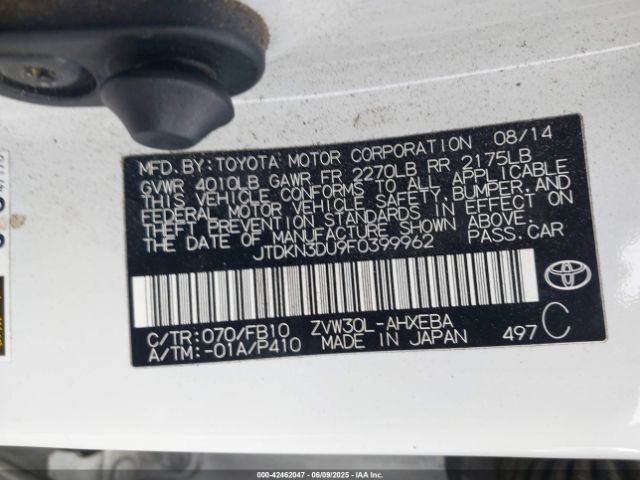 MFD.BY:TOYOTA MOTOR CORPORATION 08/14
GVWR 4010LB GAWR FR 2270LB RR 2175LB
THIS VEHICLE CONFORMS TO ALL APPLICABLE
FEDERAL MOTOR VEHICLE SAFETY,BUMPER,AND
THEFT PREVENTION STANDARDS IN EFFECT ON
THE DATE OF MANUFACTURE SHOWN ABOVE.
JTDKN3DU9F0399962 PASS.CAR
TOYOTA
C/TR:070/FB10 ZVW30L-AHXEBA
A/TM:-01A/P410 MADE IN JAPAN 497 C
000-42462047 - 06/09/2025 - IAA Inc.